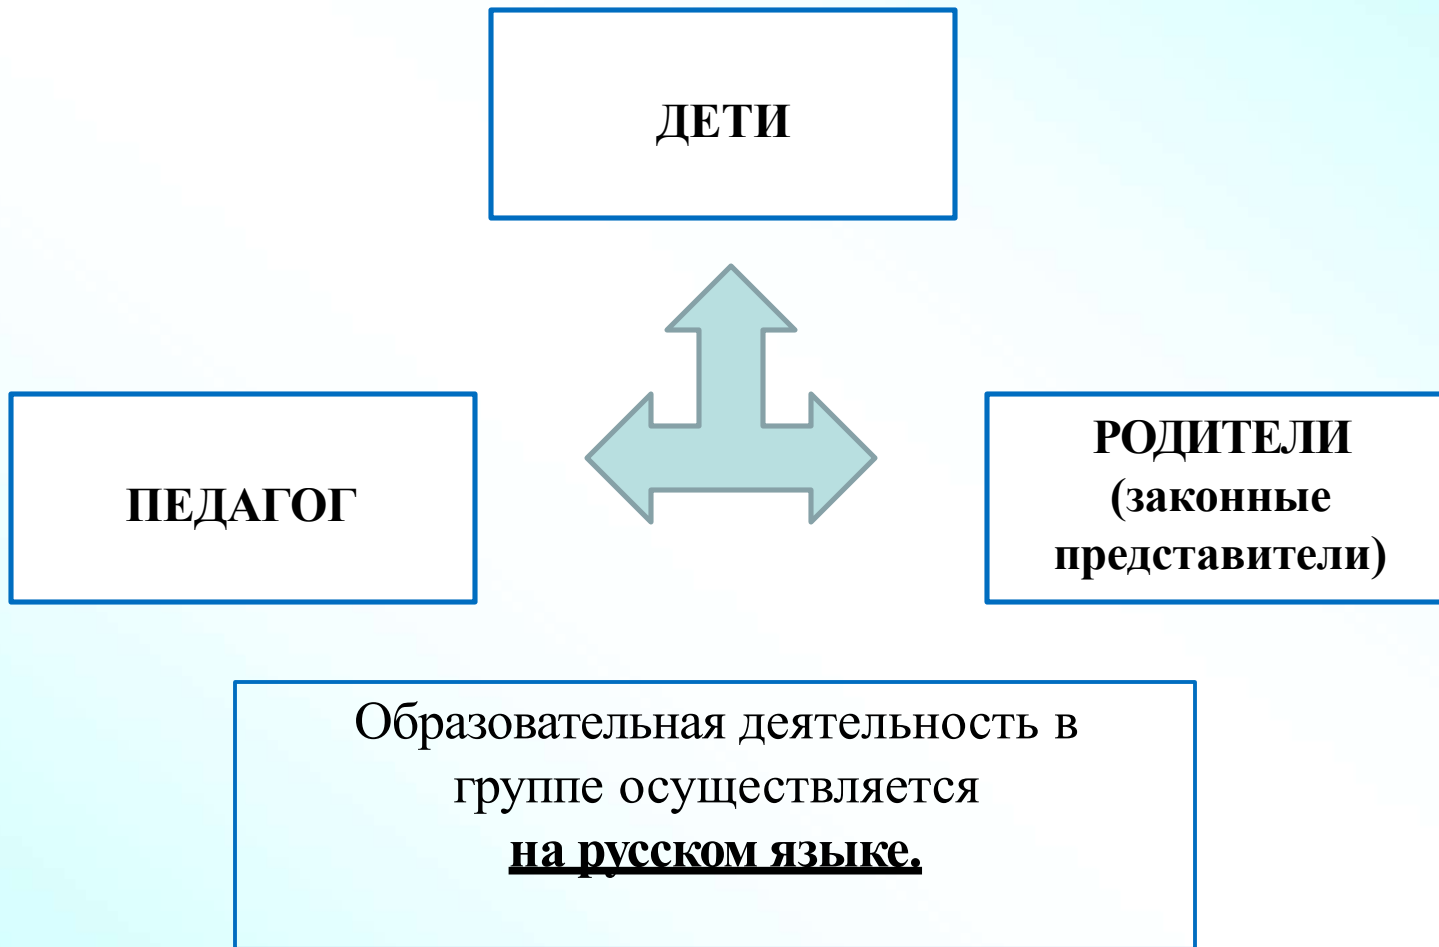 ДЕТИ
ПЕДАГОГ
РОДИТЕЛИ
(законные
представители)
Образовательная деятельность в
группе осуществляется
на русском языке.